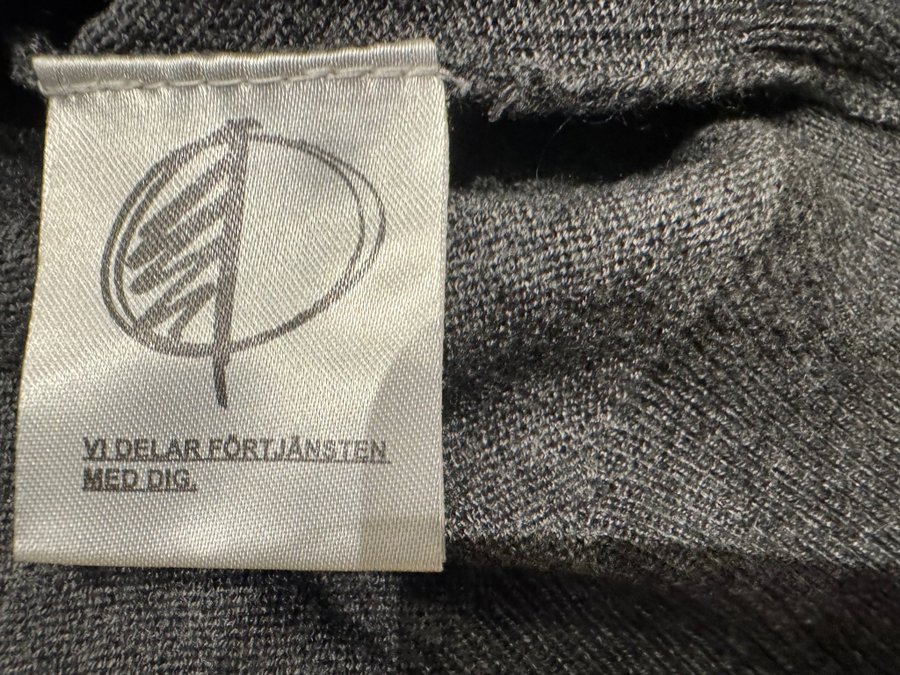 VI DELAR FÖRTJÄNSTEN
MED DIG.